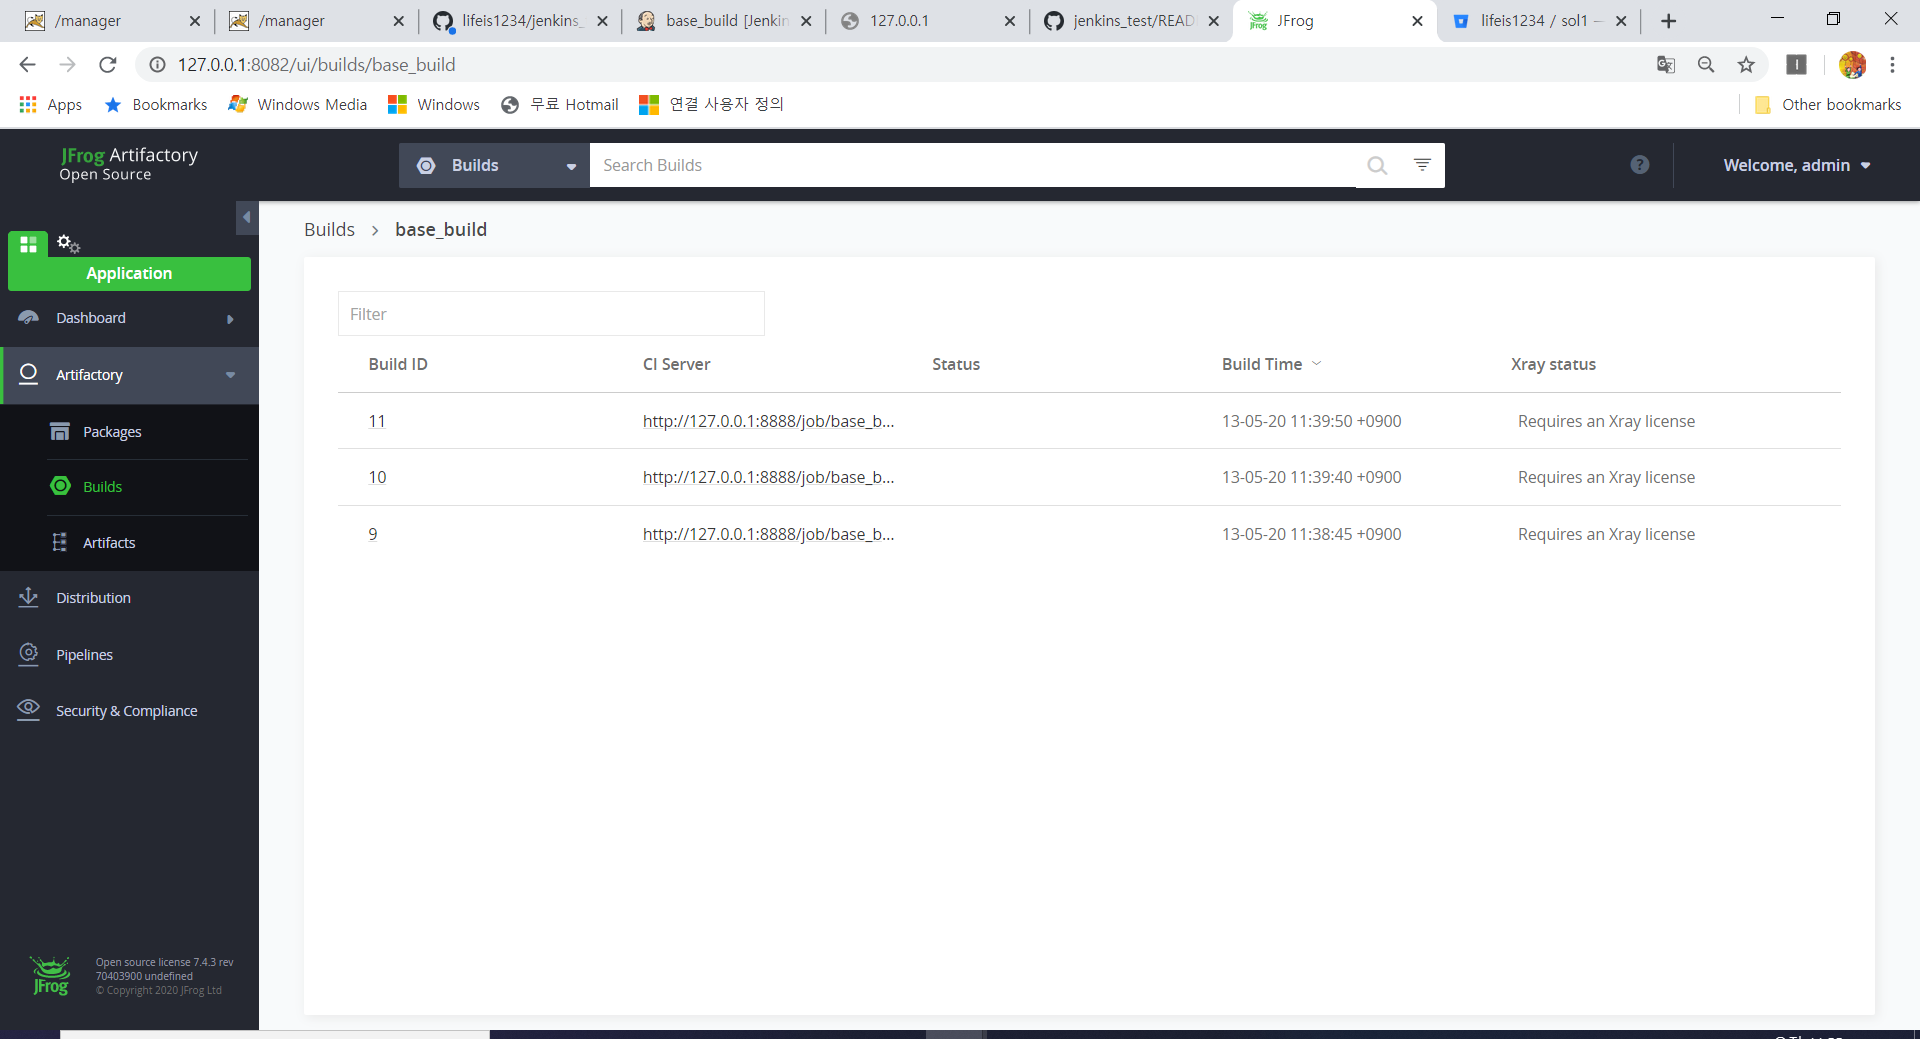 /manager
/manager
lifeis1234/jenkins_
base_build [Jenkin
127.0.0.1
jenkins_test/READ
JFrog
lifeis1234 / sol1 —
127.0.0.1:8082/ui/builds/base_build
Apps
Bookmarks
Windows Media
Windows
무료 Hotmail
연결 사용자 정의
Other bookmarks
JFrog Artifactory
Open Source
Builds
Search Builds
?
Welcome, admin
Builds > base_build
Application
Dashboard
Artifactory
Packages
Builds
Artifacts
Distribution
Pipelines
Security & Compliance
Filter
Build ID CI Server Status Build Time Xray status
11 http://127.0.0.1:8888/job/base_b... 13-05-20 11:39:50 +0900 Requires an Xray license
10 http://127.0.0.1:8888/job/base_b... 13-05-20 11:39:40 +0900 Requires an Xray license
9 http://127.0.0.1:8888/job/base_b... 13-05-20 11:38:45 +0900 Requires an Xray license
JFrog
Open source license 7.4.3 rev
70403900 undefined
© Copyright 2020 JFrog Ltd